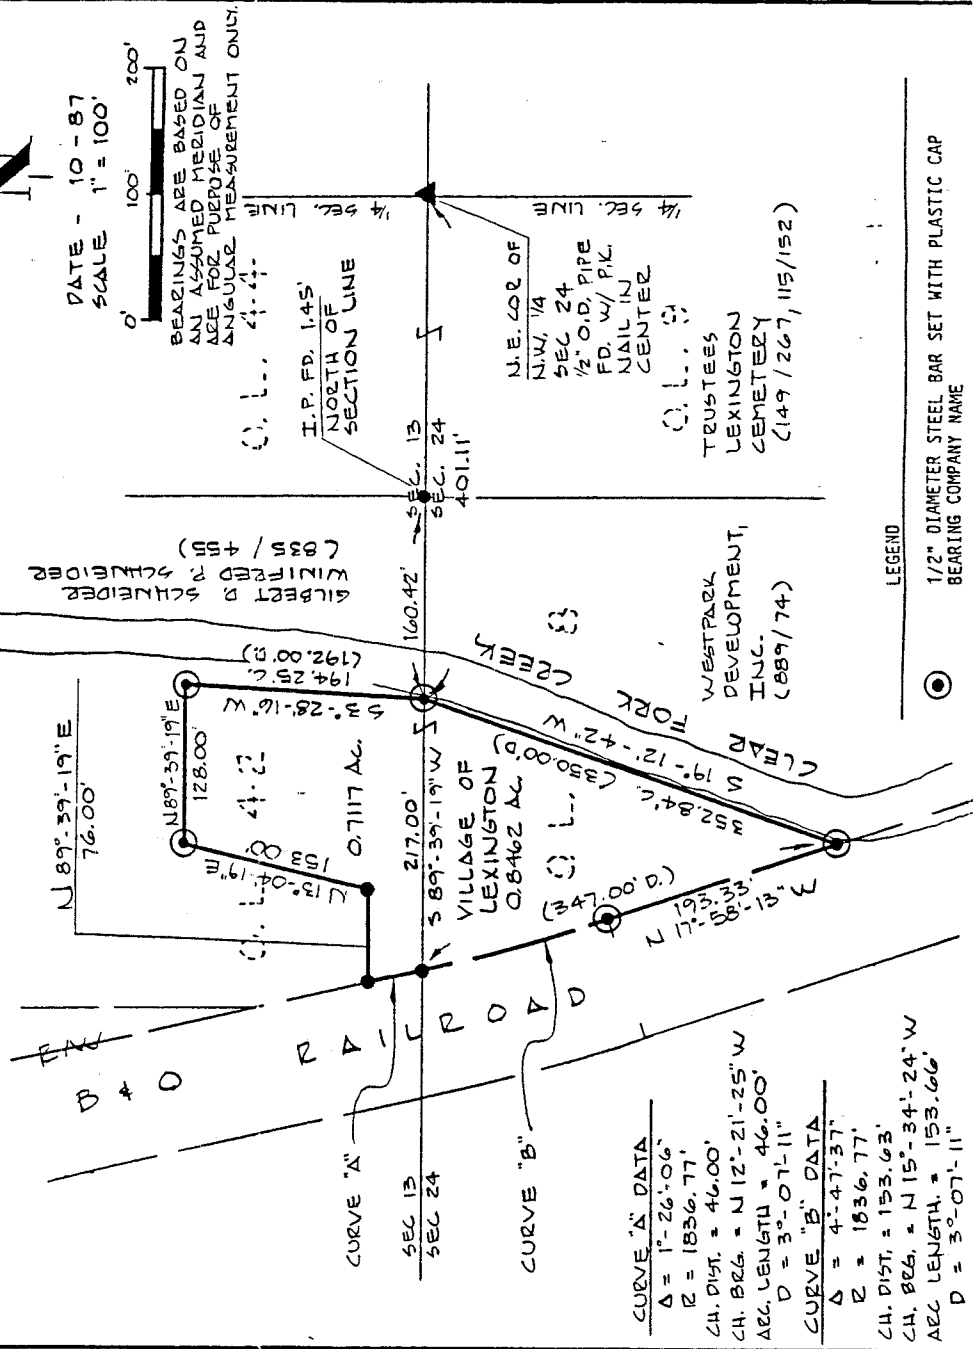 DATE - 10 - 87
SCALE 1" = 100'
0' 100' 200'
BEARINGS ARE BASED ON
AN ASSUMED MERIDIAN AND
ARE FOR PURPOSE OF
ANGULAR MEASUREMENT ONLY.
N 89°-39'-19" E
76.00'
N 89°-39'-19" E
128.00'
N 13°-04'-19" E
153.00'
O. L. 42
0.7117 AC.
S 3°-28'-16" W
194.25' C.
(192.00' D.)
GILBERT D. SCHNEIDER
WINIFRED P. SCHNEIDER
(835 / 455)
O. L. 44
I.P. FD. 1.45'
NORTH OF
SECTION LINE
1/4 SEC. LINE
1/4 SEC. LINE
SEC. 13
SEC. 24
401.11'
160.42'
217.00'
S 89°-39'-19" W
VILLAGE OF
LEXINGTON
0.8462 AC.
O. L. 8
(347.00' D.)
193.33'
N 17°-58'-13" W
352.84' C.
(350.00' D)
S 19°-12'-42" W
CLEAR FORK CREEK
WESTPARK
DEVELOPMENT,
INC.
(889/74)
N.E. COR OF
N.W. 1/4
SEC 24
1/2" O.D. PIPE
FD. W/ P.K.
NAIL IN
CENTER
O. L. 9
TRUSTEES
LEXINGTON
CEMETERY
(149/267, 115/152)
R/W
B & O RAILROAD
CURVE "A"
SEC 13
SEC 24
CURVE "B"
CURVE "A" DATA
Δ = 1°-26'-06"
R = 1836.77'
CH. DIST. = 46.00'
CH. BRG. = N 12°-21'-25" W
ARC. LENGTH = 46.00'
D = 3°-07'-11"
CURVE "B" DATA
Δ = 4°-47'-37"
R = 1836.77'
CH. DIST. = 153.63'
CH. BRG. = N 15°-34'-24" W
ARC LENGTH. = 153.66'
D = 3°-07'-11"
LEGEND
1/2" DIAMETER STEEL BAR SET WITH PLASTIC CAP
BEARING COMPANY NAME